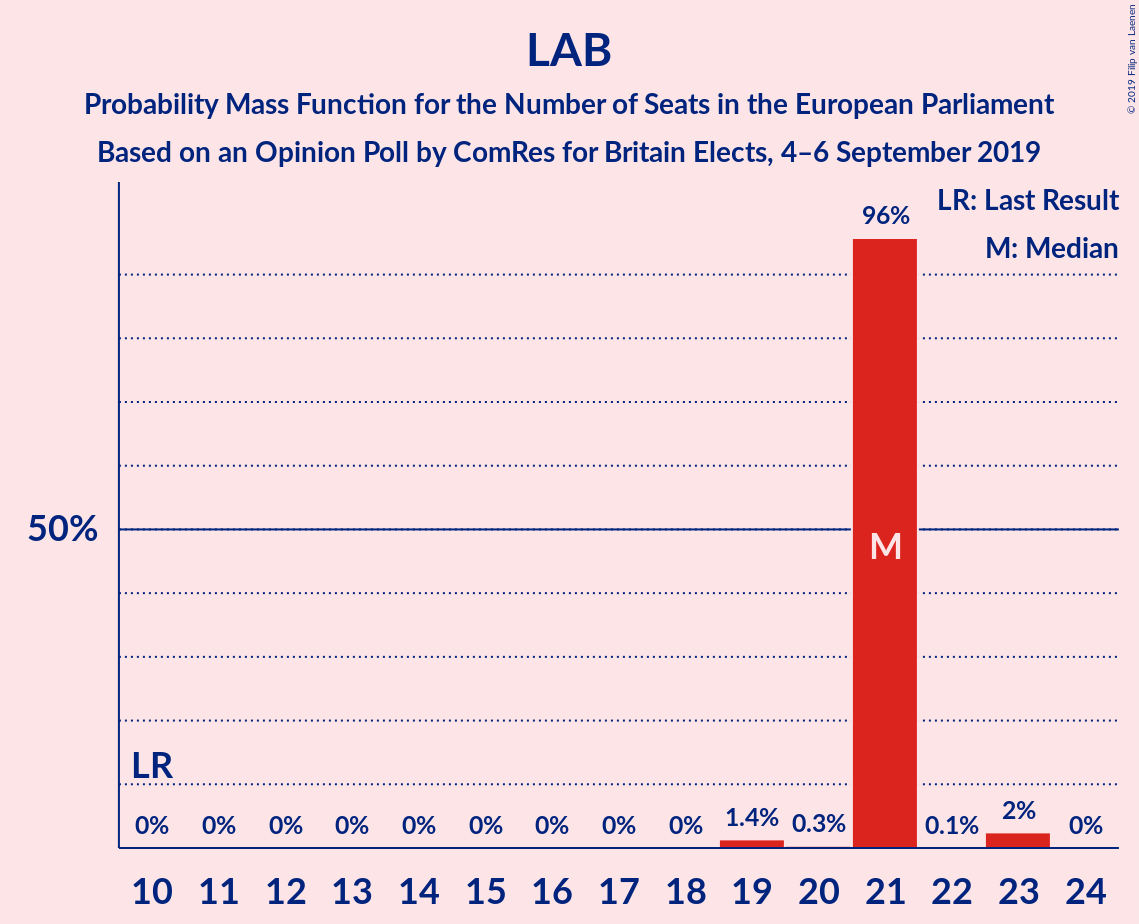 LAB
Probability Mass Function for the Number of Seats in the European Parliament
Based on an Opinion Poll by ComRes for Britain Elects, 4–6 September 2019
© 2019 Filip van Laenen
LR: Last Result
M: Median
96%
50%
M
LR
0% 0% 0% 0% 0% 0% 0% 0% 0% 1.4% 0.3% 0.1% 2% 0%
10 11 12 13 14 15 16 17 18 19 20 21 22 23 24